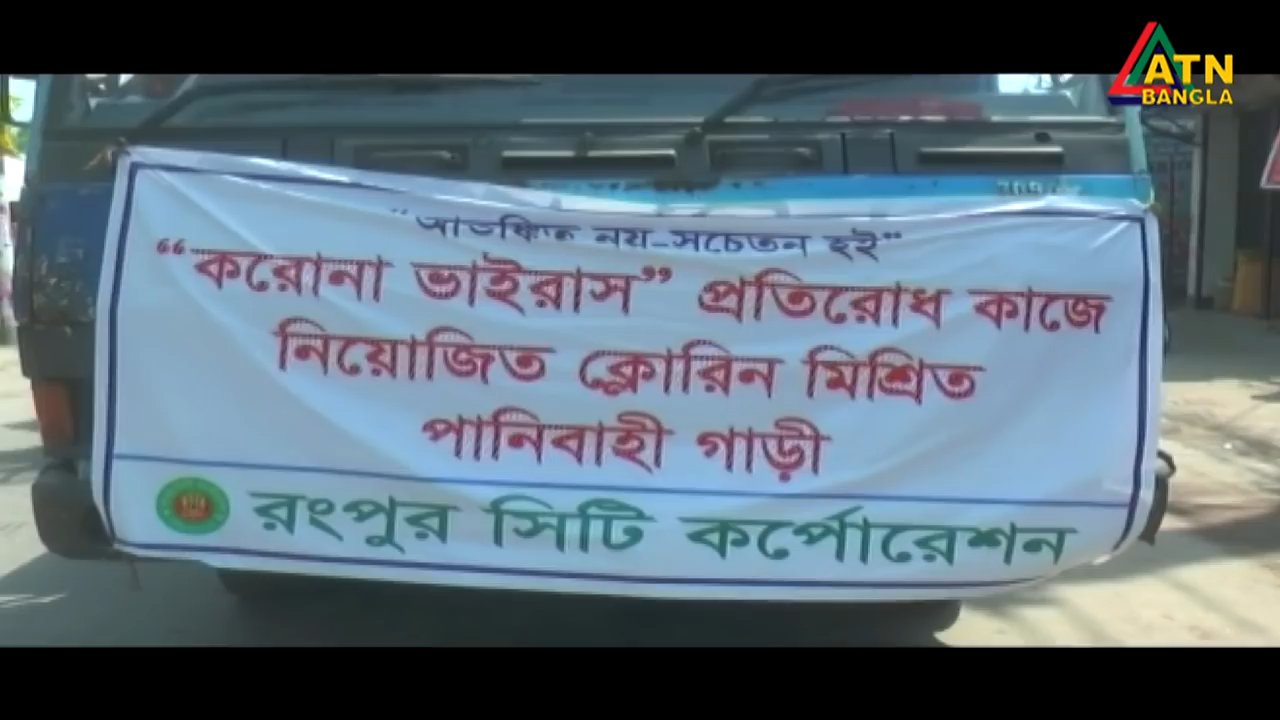 ATN
BANGLA
"আতঙ্কিত নয়-সচেতন হই"
“করোনা ভাইরাস” প্রতিরোধ কাজে
নিয়োজিত ক্লোরিন মিশ্রিত
পানিবাহী গাড়ী
রংপুর সিটি কর্পোরেশন